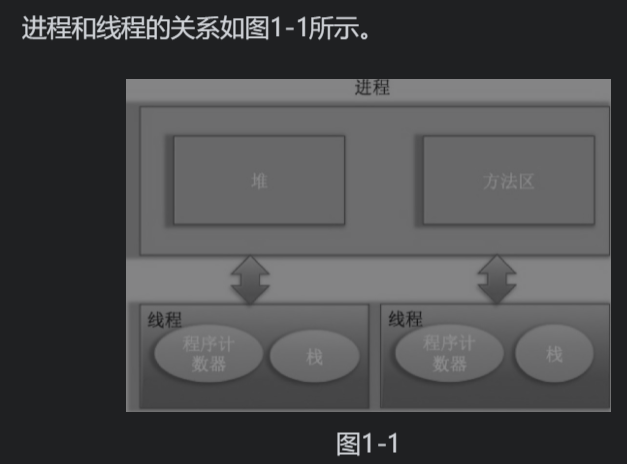 进程和线程的关系如图1-1所示。
进程
堆
方法区
线程
程序计
数器
栈
线程
程序计
数器
栈
图1-1